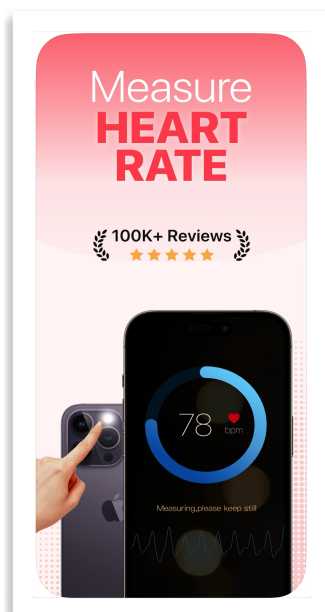 Measure
HEART
RATE
100K+ Reviews
78
bpm
Measuring,please keep still